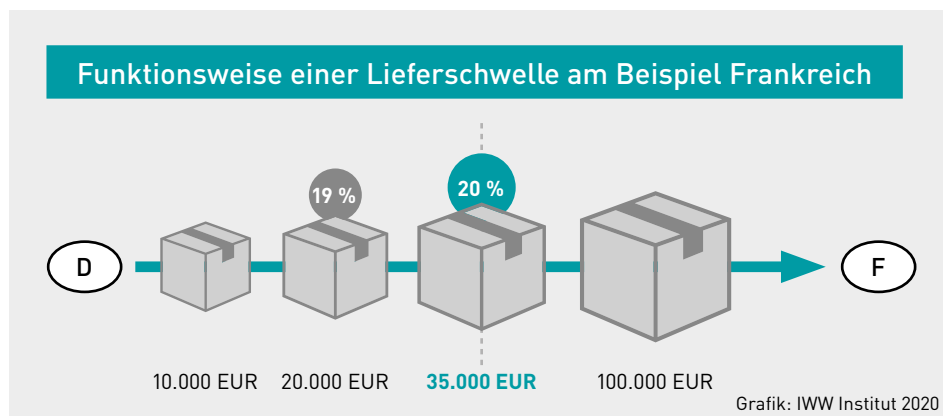 Funktionsweise einer Lieferschwelle am Beispiel Frankreich
19 %
20 %
D
F
10.000 EUR
20.000 EUR
35.000 EUR
100.000 EUR
Grafik: IWW Institut 2020